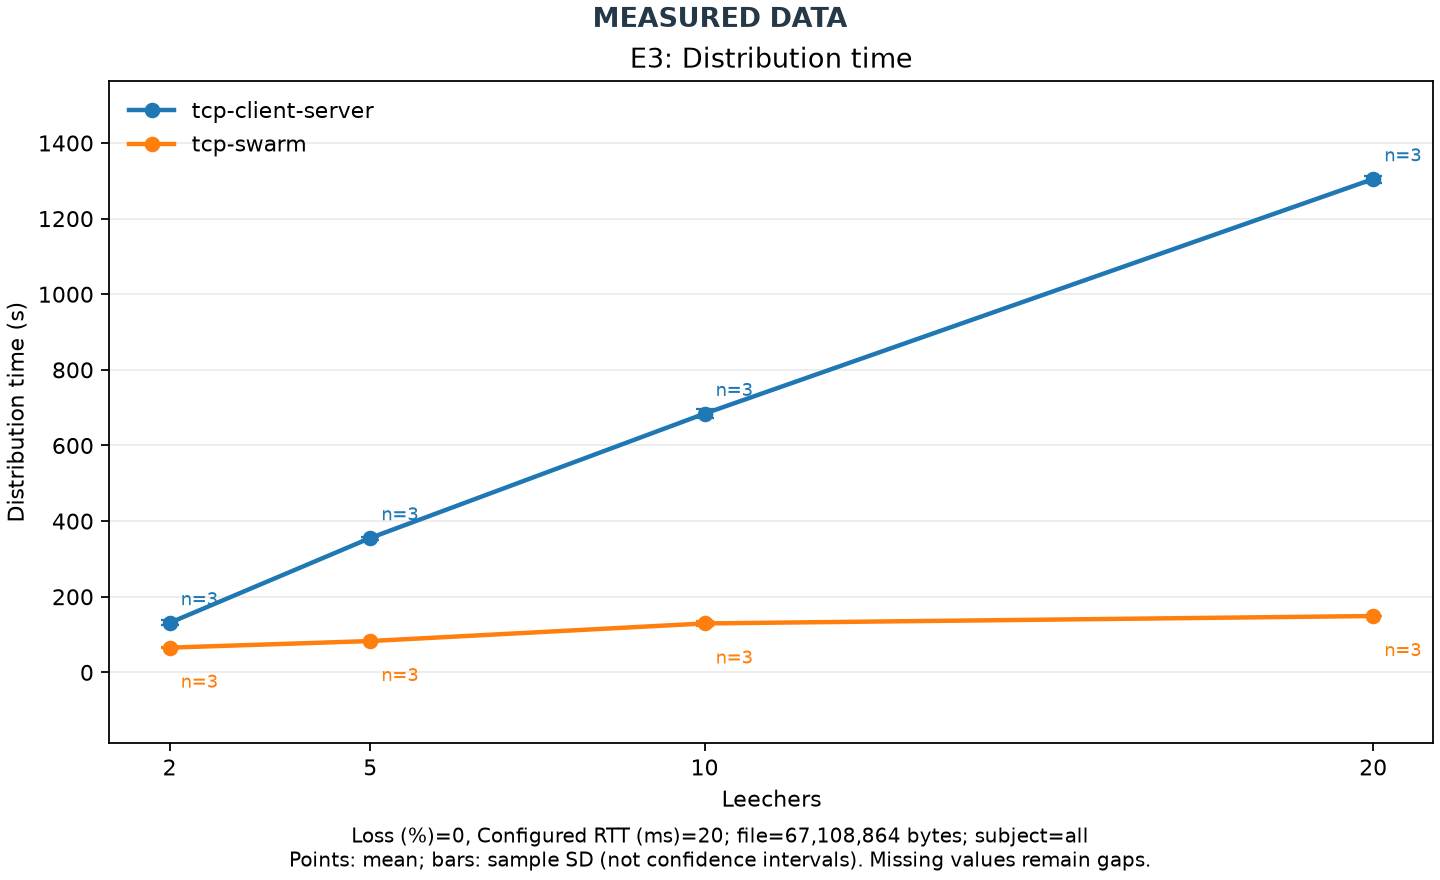 MEASURED DATA
E3: Distribution time
tcp-client-server
tcp-swarm
Distribution time (s)
1400
1200
1000
800
600
400
200
0
n=3
n=3
n=3
n=3
n=3
n=3
n=3
n=3
2
5
10
20
Leechers
Loss (%)=0, Configured RTT (ms)=20; file=67,108,864 bytes; subject=all
Points: mean; bars: sample SD (not confidence intervals). Missing values remain gaps.